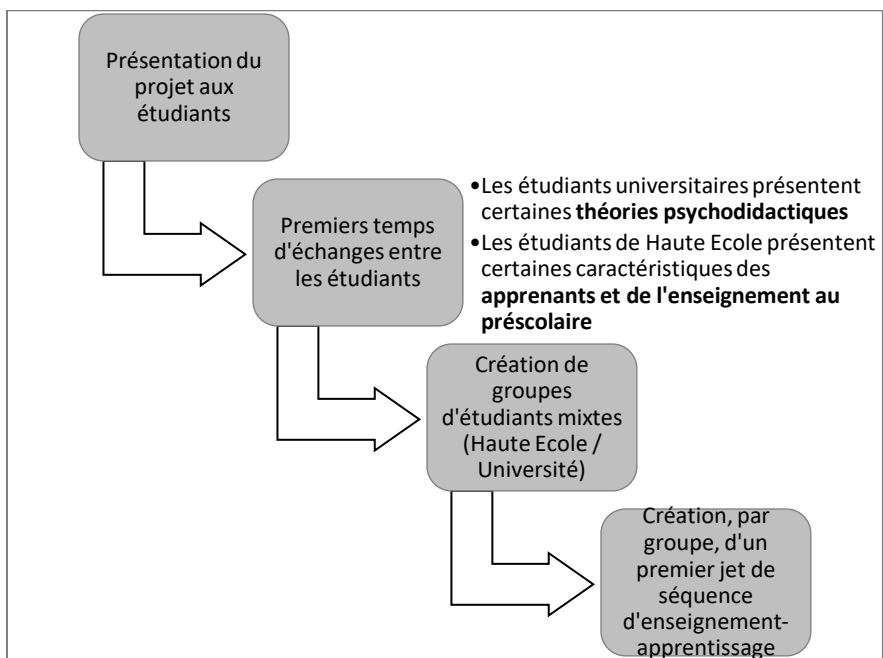 Présentation du
projet aux
étudiants
Premiers temps
d'échanges entre
les étudiants
•Les étudiants universitaires présentent
certaines théories psychodidactiques
•Les étudiants de Haute Ecole présentent
certaines caractéristiques des
apprenants et de l'enseignement au
préscolaire
Création de
groupes
d'étudiants mixtes
(Haute Ecole /
Université)
Création, par
groupe, d'un
premier jet de
séquence
d'enseignement-
apprentissage